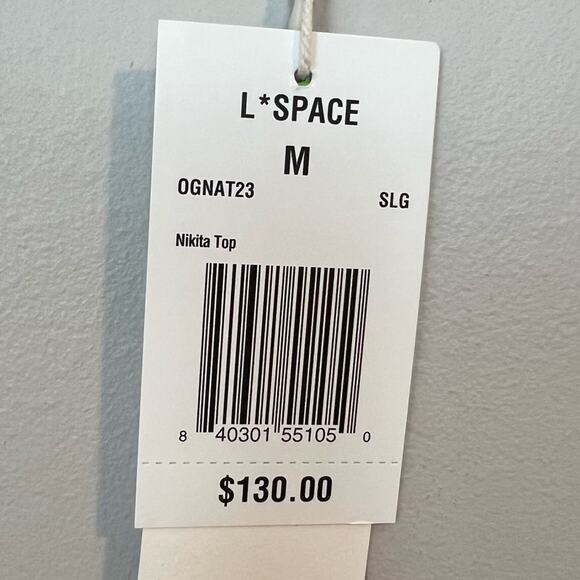 L*SPACE
M
OGNAT23 SLG
Nikita Top
8 40301 55105 0
$130.00